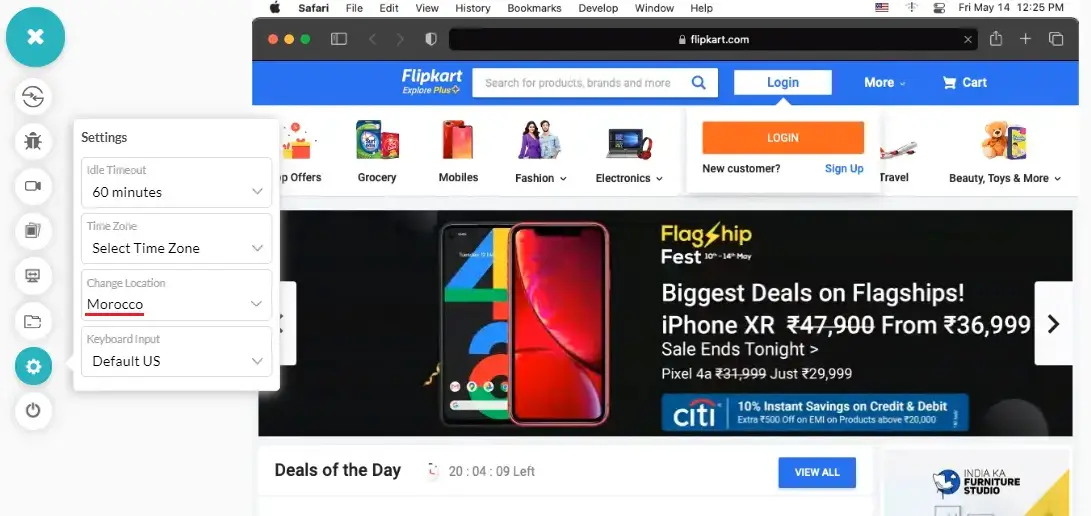 Safari File Edit View History Bookmarks Develop Window Help Fri May 14 12:25 PM
flipkart.com
Flipkart
Explore Plus
Search for products, brands and more
Login
More
Cart
LOGIN
New customer? Sign Up
p Offers
Grocery
Mobiles
Fashion
Electronics
Travel
Beauty, Toys & More
Settings
Idle Timeout
60 minutes
Time Zone
Select Time Zone
Change Location
Morocco
Keyboard Input
Default US
Flagship
Fest 10th - 14th May
Biggest Deals on Flagships!
iPhone XR ₹47,900 From ₹36,999
Sale Ends Tonight >
Pixel 4a ₹31,999 Just ₹29,999
citi
10% Instant Savings on Credit & Debit
Extra ₹500 Off on EMI on Products above ₹20,000
Deals of the Day
20 : 04 : 09 Left
VIEW ALL
INDIA KA
FURNITURE
STUDIO